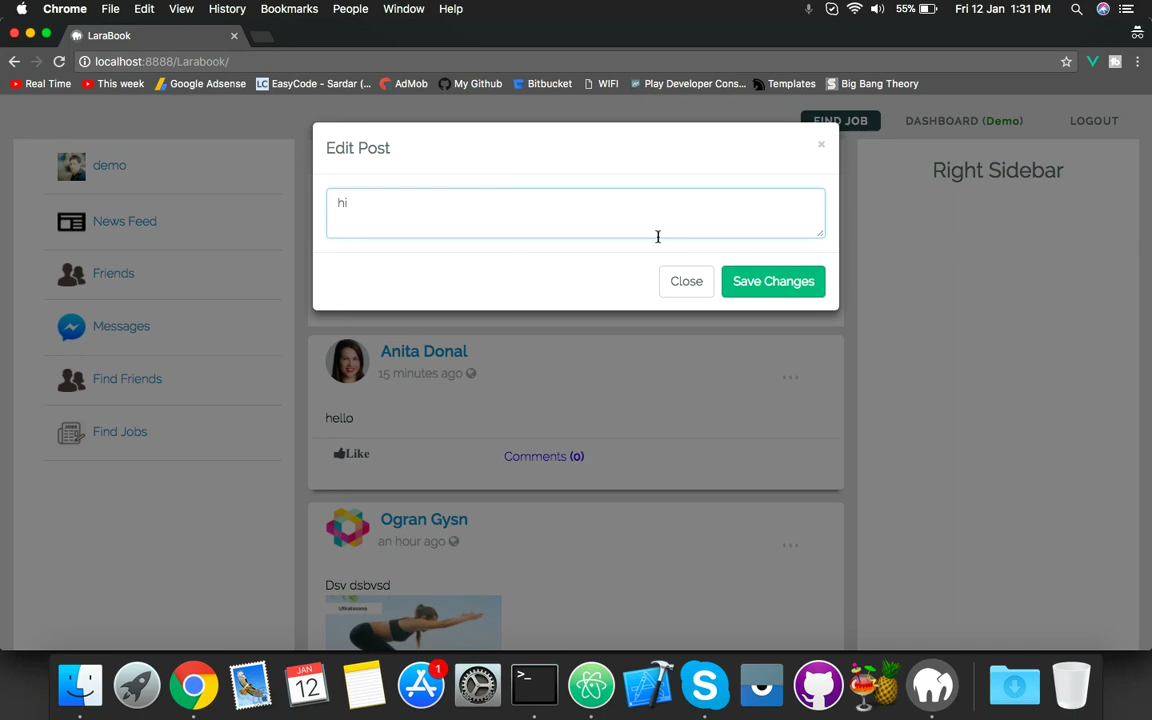 Chrome File Edit View History Bookmarks People Window Help 55% Fri 12 Jan 1:31 PM
LaraBook
localhost:8888/Larabook/
Real Time This week Google Adsense LC EasyCode - Sardar (... AdMob My Github Bitbucket WIFI Play Developer Cons... Templates S Big Bang Theory
FIND JOB DASHBOARD (Demo) LOGOUT
Edit Post ×
demo
Right Sidebar
hi
News Feed
Friends
Close Save Changes
Messages
Anita Donal
15 minutes ago
Find Friends
hello
Find Jobs
Like Comments (0)
Ogran Gysn
an hour ago
Dsv dsbvsd
Utkatasana
JAN
12
1